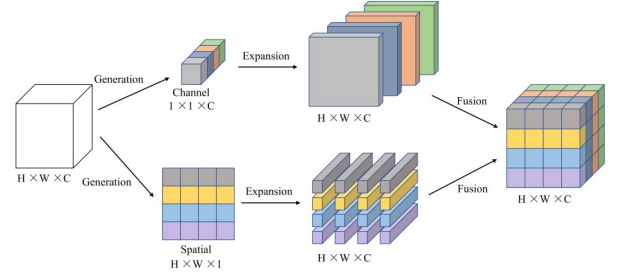 Generation
Channel
1 × 1 × C
Expansion
H × W × C
Fusion
H × W × C
Generation
Spatial
H × W × 1
Expansion
H × W × C
Fusion
H × W × C